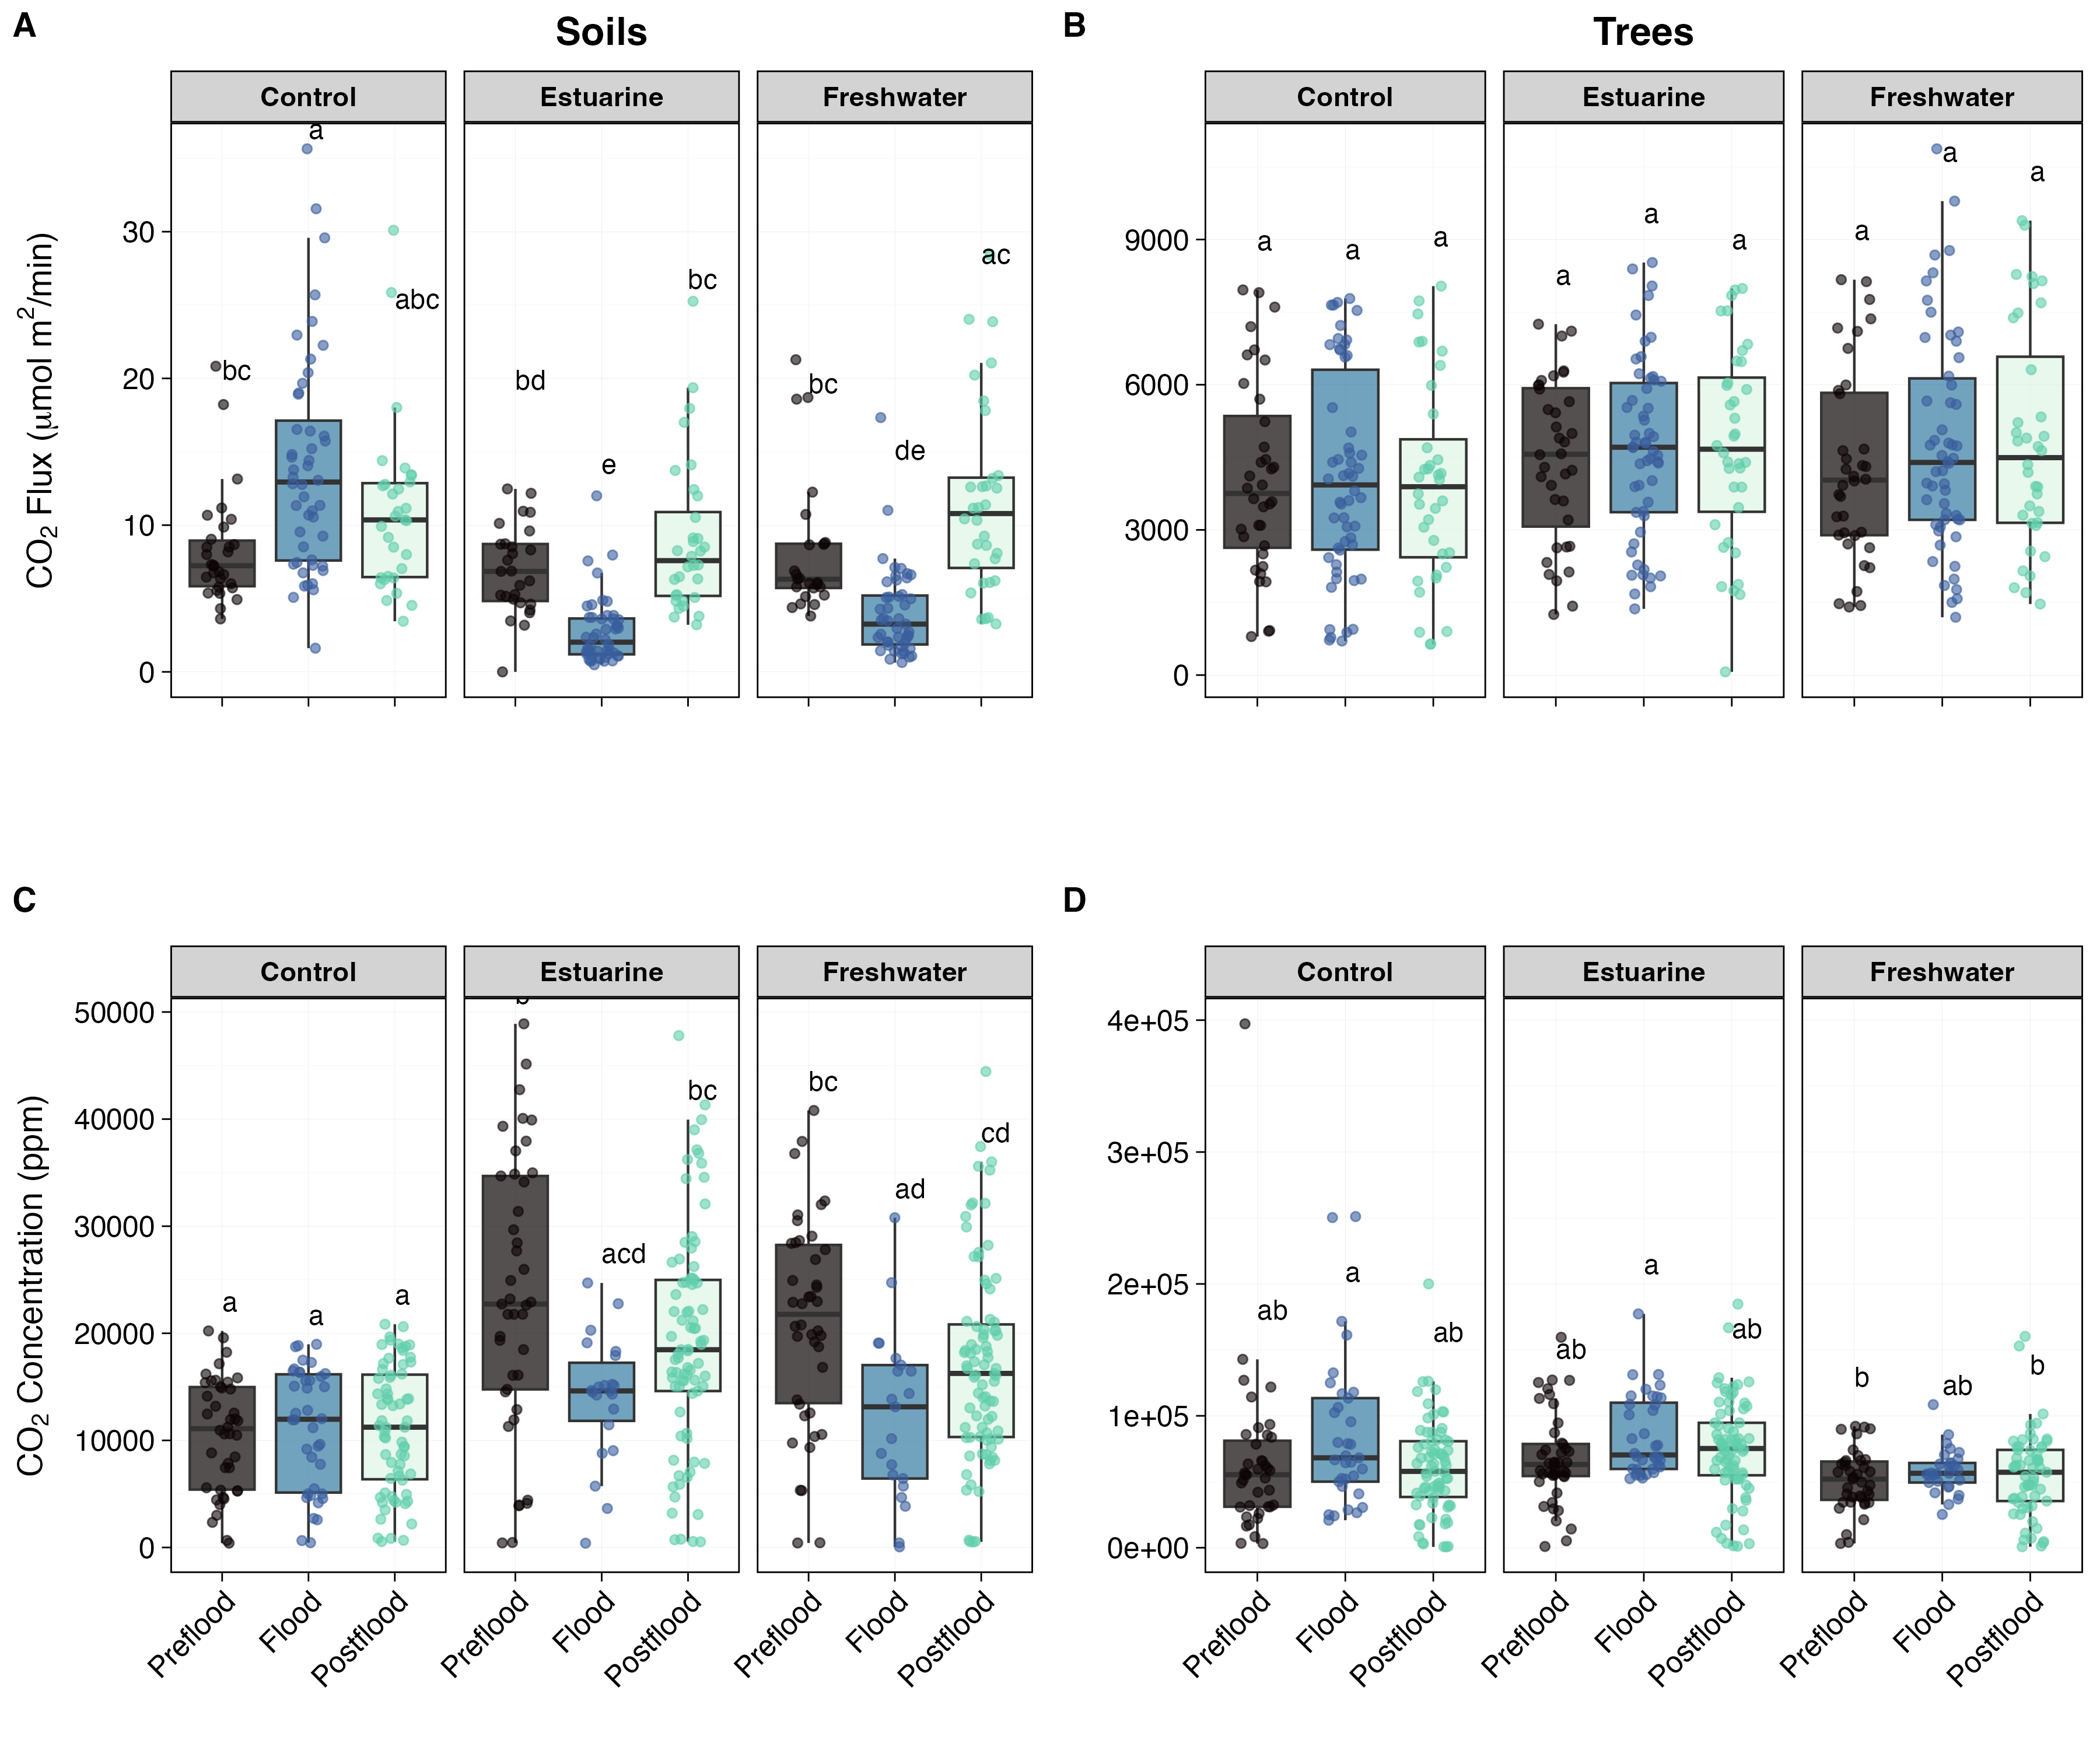 A
Soils
B
Trees
Control
Estuarine
Freshwater
Control
Estuarine
Freshwater
CO₂ Flux (μmol m²/min)
30
20
10
0
bc
a
abc
bd
e
bc
bc
de
ac
9000
6000
3000
0
a
a
a
a
a
a
a
a
a
C
D
Control
Estuarine
Freshwater
Control
Estuarine
Freshwater
CO₂ Concentration (ppm)
50000
40000
30000
20000
10000
0
a
a
a
b
acd
bc
bc
ad
cd
4e+05
3e+05
2e+05
1e+05
0e+00
ab
a
ab
ab
a
ab
b
ab
b
Preflood
Flood
Postflood
Preflood
Flood
Postflood
Preflood
Flood
Postflood
Preflood
Flood
Postflood
Preflood
Flood
Postflood
Preflood
Flood
Postflood